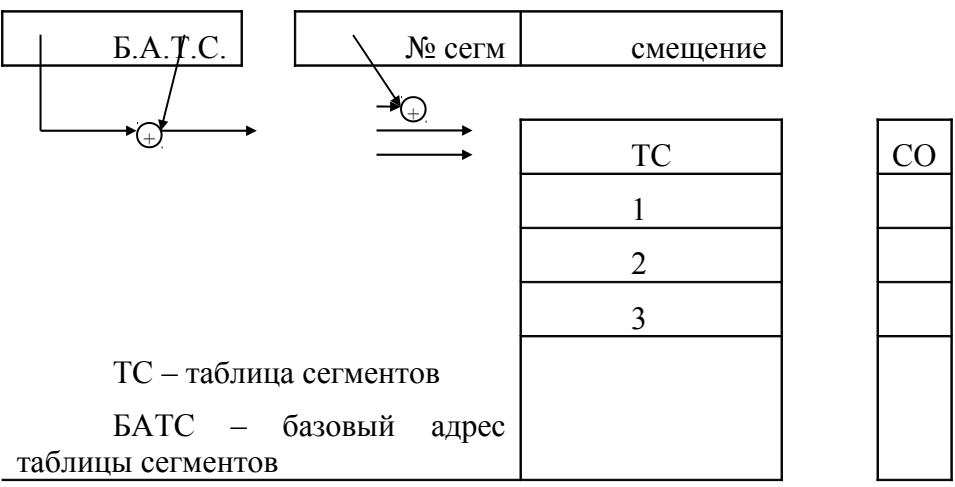 Б.А.Т.С. № сегм смещение
+ +
ТС СО
1
2
3
ТС – таблица сегментов
БАТС – базовый адрес
таблицы сегментов